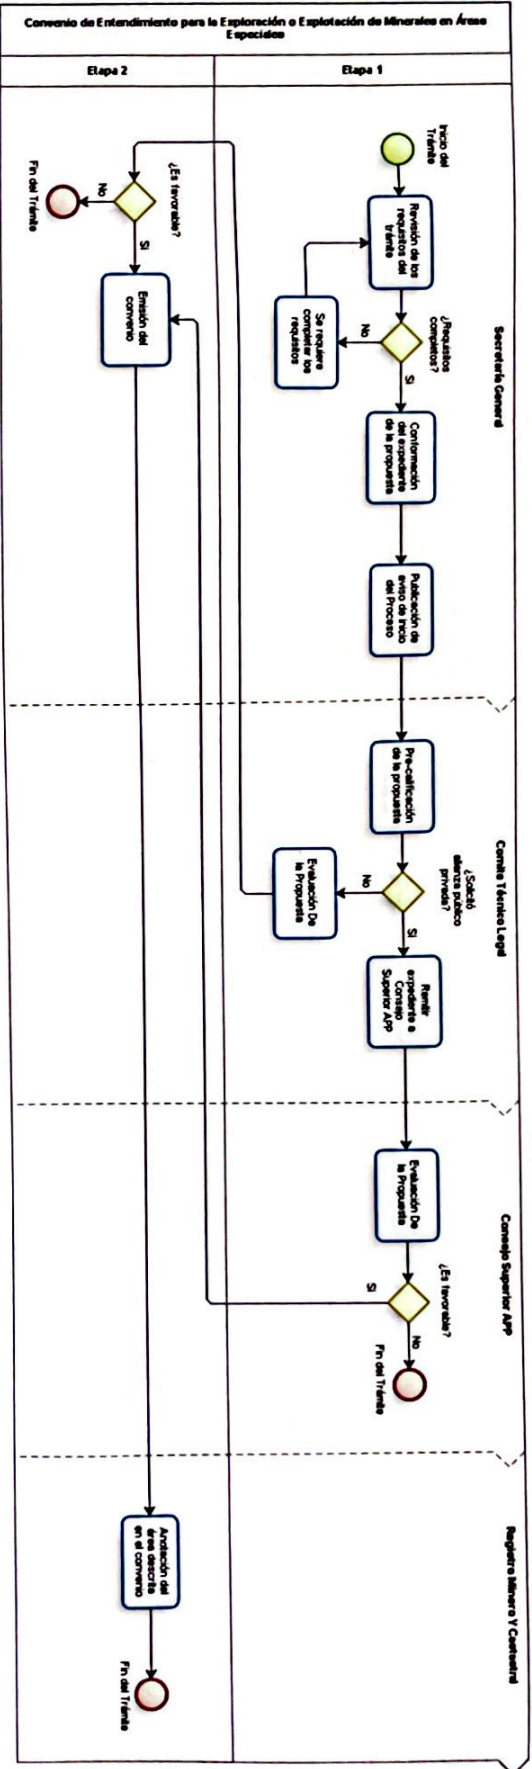 Convenio de Entendimiento para la Exploración o Explotación de Minerales en Áreas
Especiales
Etapa 1
Etapa 2
Secretaría General
Inicio del
Trámite
Revisión de los
requisitos del
trámite
¿Requisitos
completos?
No
Se requiere
completar los
requisitos
Si
Conformación
del expediente
de la propuesta
Publicación de
aviso de inicio
del Proceso
Comite Técnico Legal
Pre-calificación
de la propuesta
¿Solicitó
alianza publico
privada?
No
Evaluación De
la Propuesta
Si
Remitir
expediente a
Consejo
Superior APP
Consejo Superior APP
Evaluación De
la Propuesta
¿Es favorable?
Si
No
Fin del Trámite
Registro Minero Y Catastral
¿Es favorable?
No
Fin del Trámite
Si
Emisión del
convenio
Anotación del
área descrita
en el convenio
Fin del Trámite